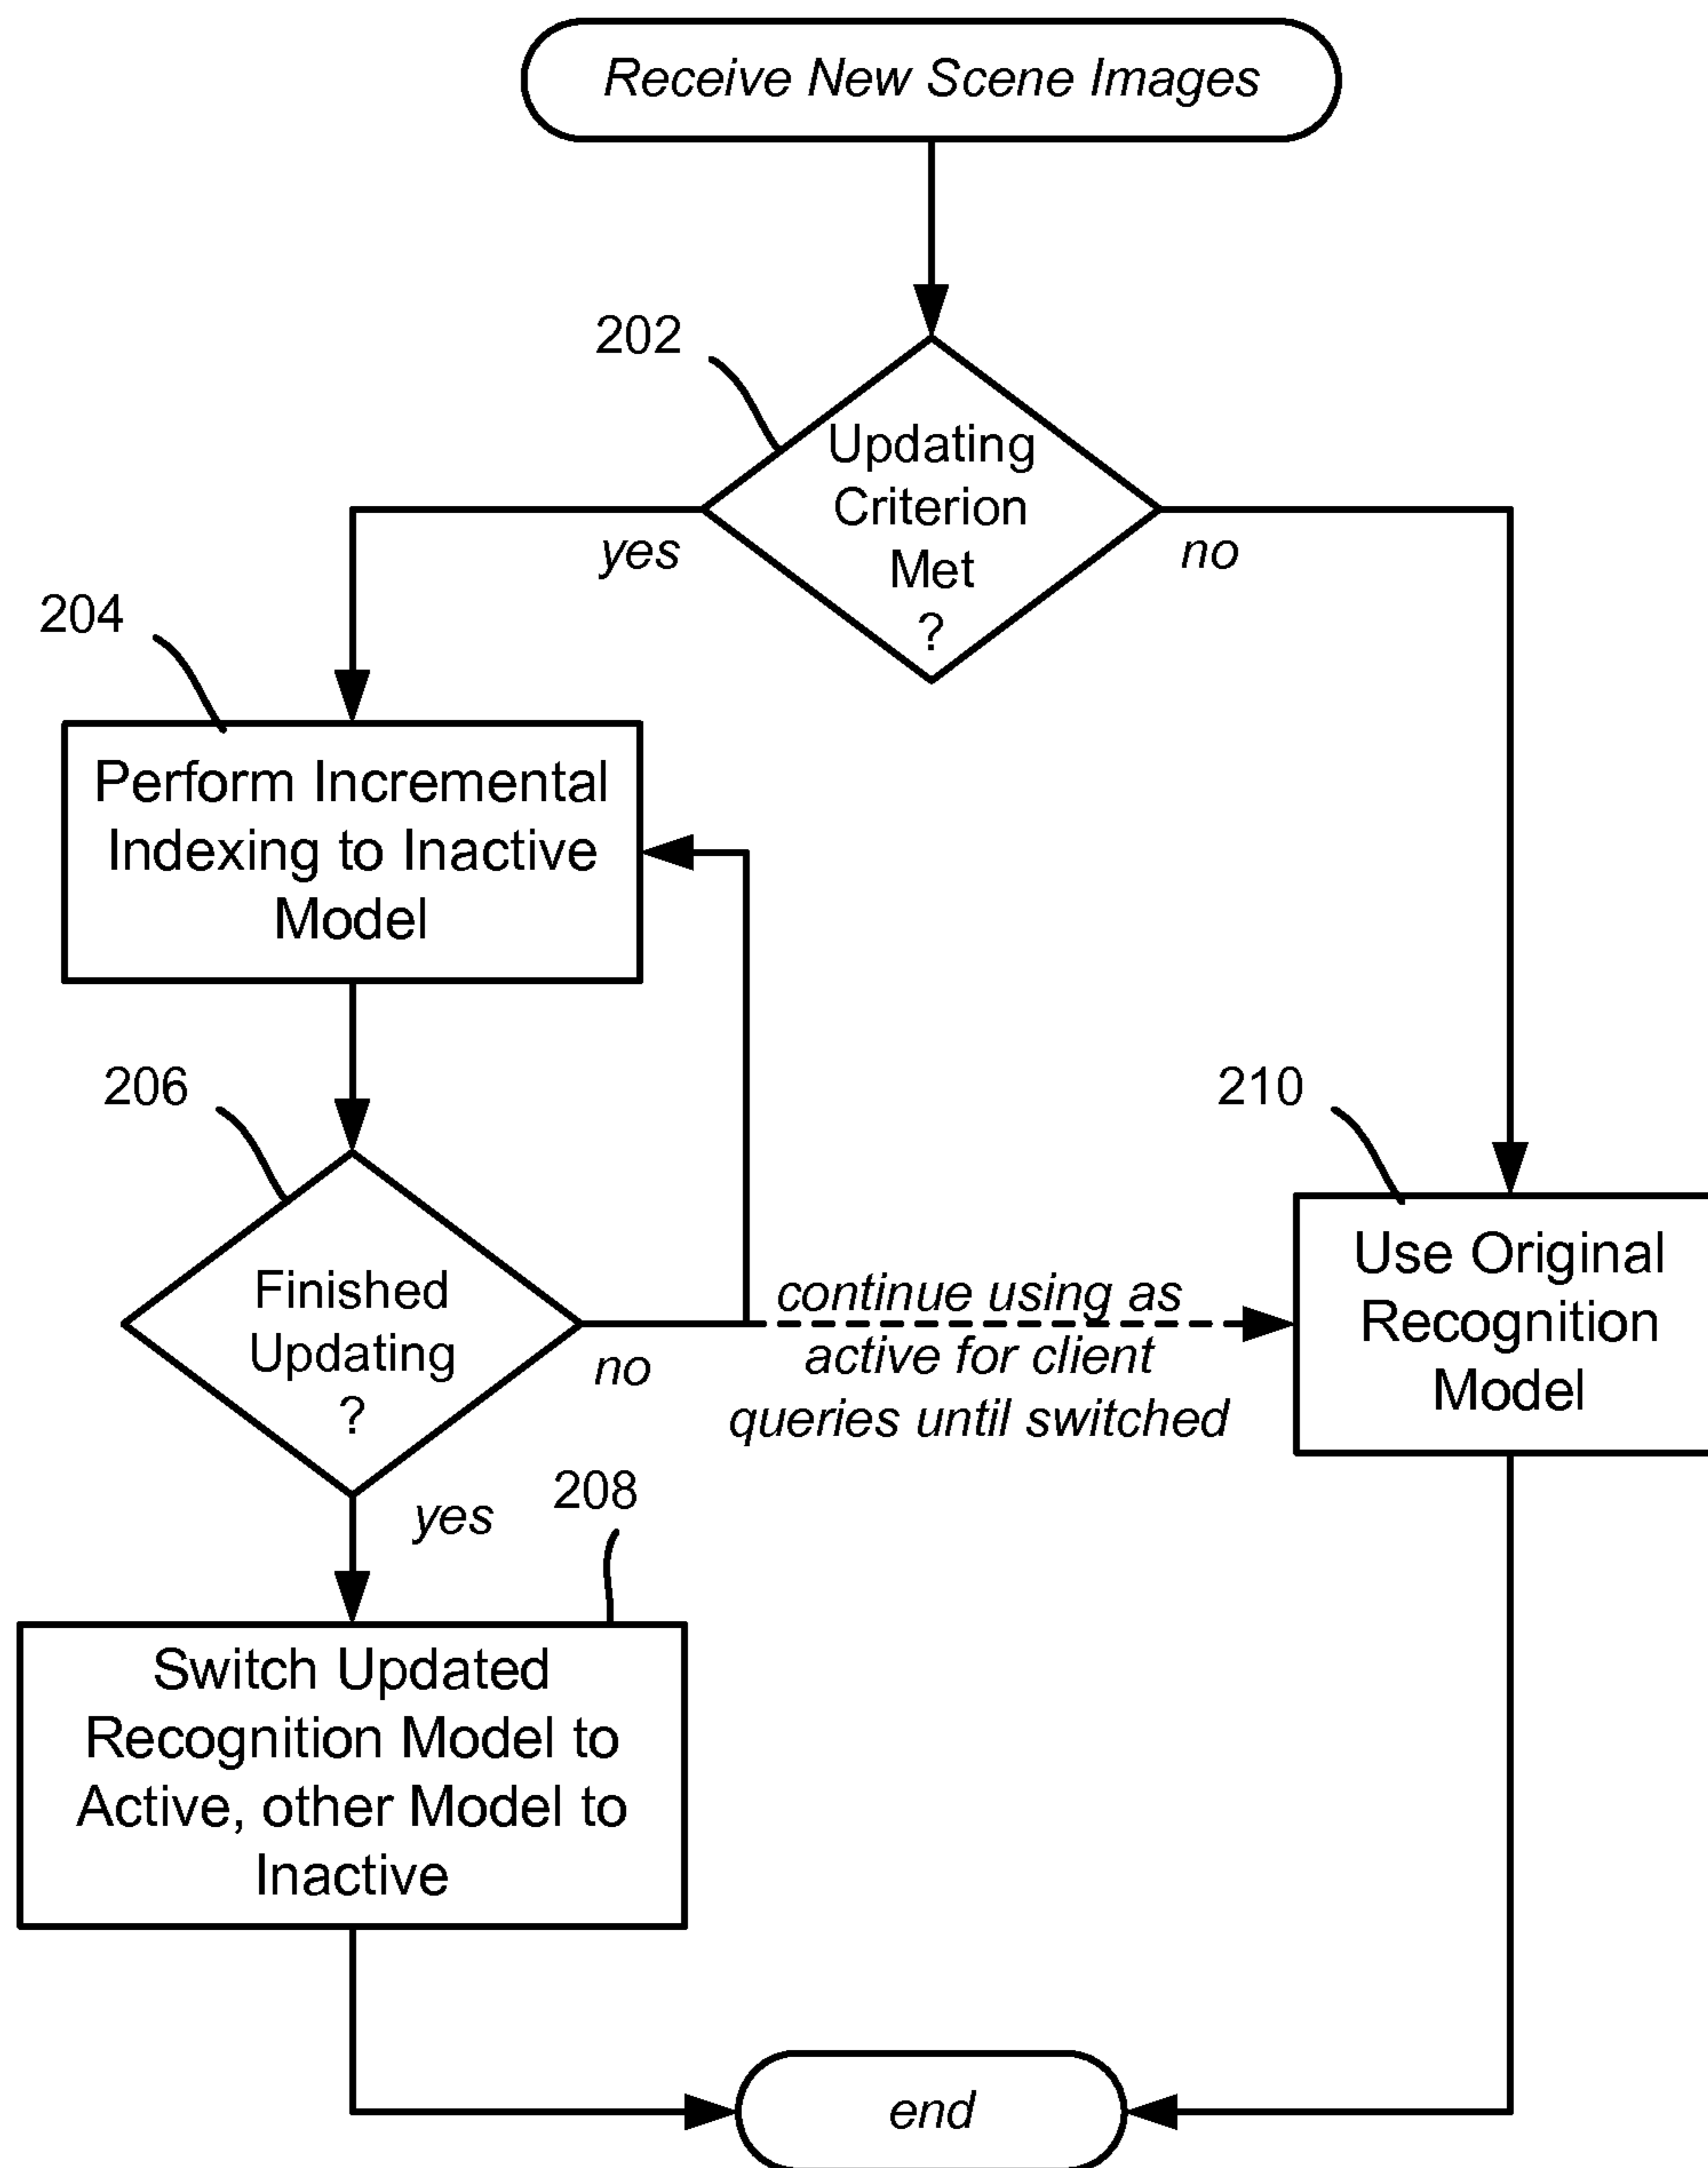 Receive New Scene Images
202
Updating
Criterion
Met
?
yes
no
204
Perform Incremental
Indexing to Inactive
Model
206
210
Finished
Updating
?
no
continue using as
active for client
queries until switched
Use Original
Recognition
Model
yes
208
Switch Updated
Recognition Model to
Active, other Model to
Inactive
end